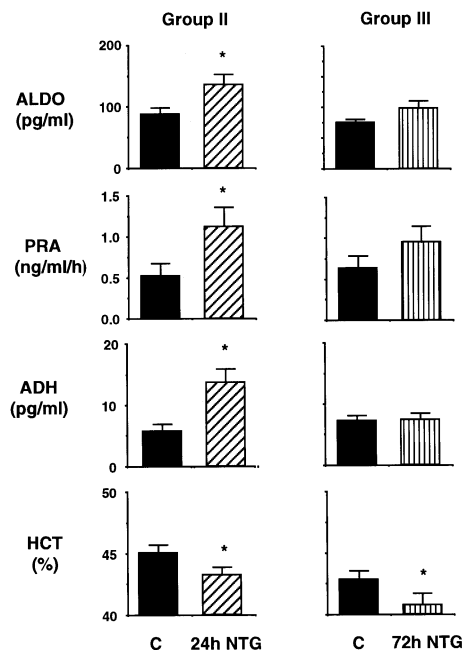 Group II Group III
200
*
ALDO
(pg/ml)
100
0
1.5
*
PRA
(ng/ml/h)
1.0
0.5
0.0
20
*
ADH
(pg/ml)
10
0
50
HCT
(%)
45
* *
40
C 24h NTG C 72h NTG